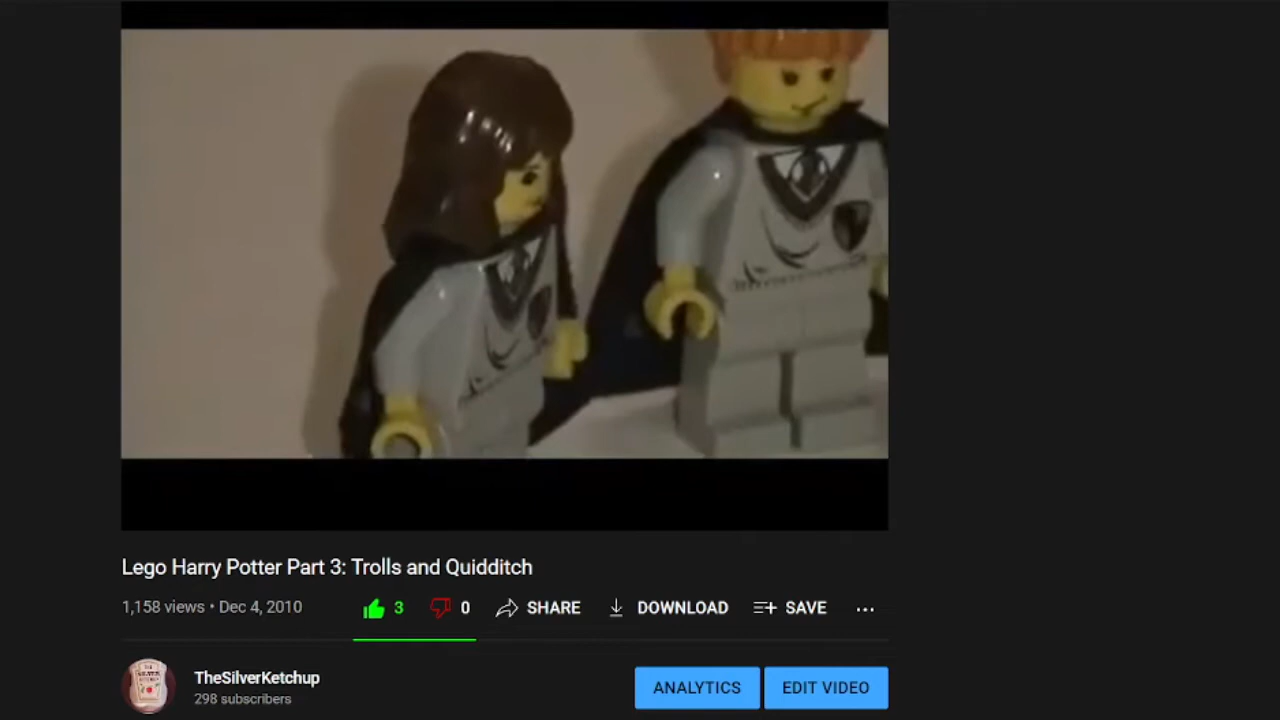 Lego Harry Potter Part 3: Trolls and Quidditch
1,158 views • Dec 4, 2010
3
0
SHARE
DOWNLOAD
SAVE
TheSilverKetchup
298 subscribers
ANALYTICS
EDIT VIDEO